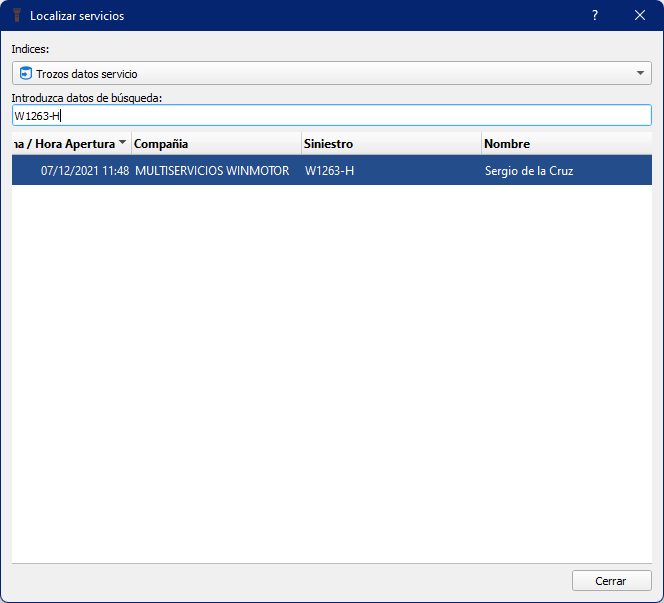 Localizar servicios
Indices:
Trozos datos servicio
Introduzca datos de búsqueda:
W1263-H
na / Hora Apertura Compañia Siniestro Nombre
07/12/2021 11:48 MULTISERVICIOS WINMOTOR W1263-H Sergio de la Cruz
Cerrar